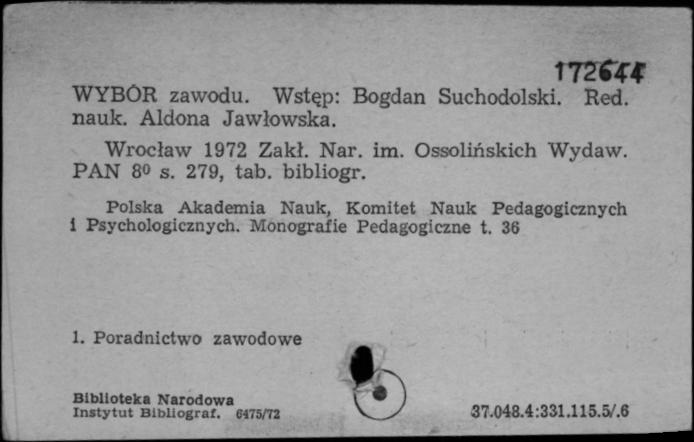 172644
WYBÓR zawodu. Wstęp: Bogdan Suchodolski. Red.
nauk. Aldona Jawłowska.
Wrocław 1972 Zakł. Nar. im. Ossolińskich Wydaw.
PAN 8º s. 279, tab. bibliogr.
Polska Akademia Nauk, Komitet Nauk Pedagogicznych
i Psychologicznych. Monografie Pedagogiczne t. 36
1. Poradnictwo zawodowe
Biblioteka Narodowa
Instytut Bibliograf. 6475/72
37.048.4:331.115.5/.6